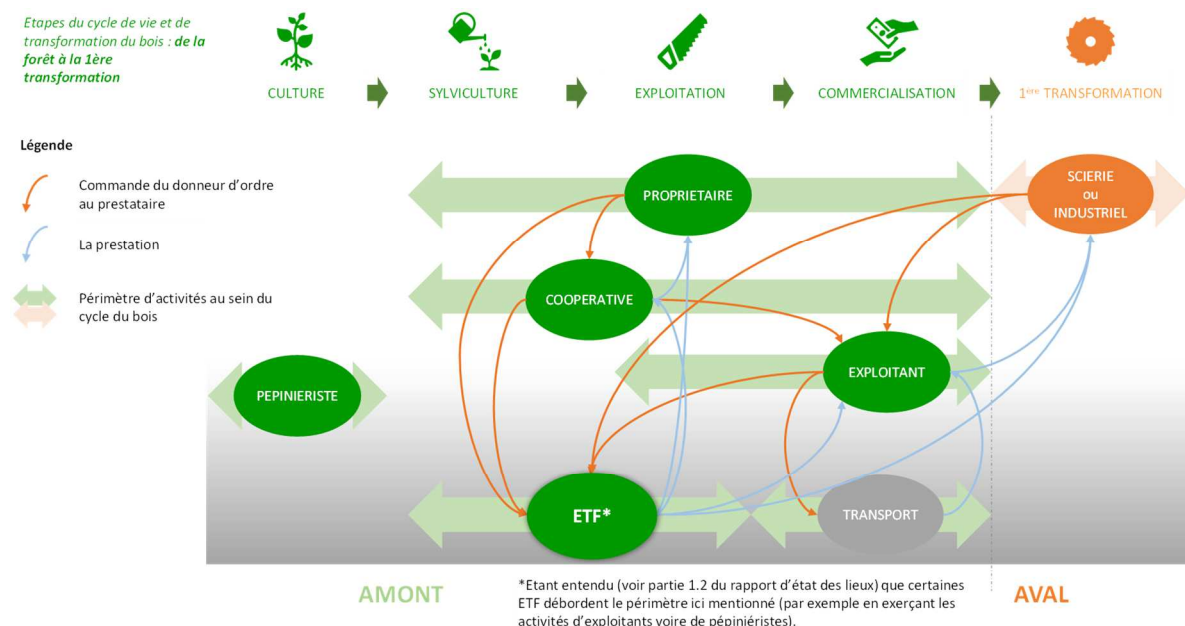 Etapes du cycle de vie et de
transformation du bois : de la
forêt à la 1ère
transformation
CULTURE
SYLVICULTURE
EXPLOITATION
COMMERCIALISATION
1ère TRANSFORMATION
Légende
Commande du donneur d'ordre
au prestataire
La prestation
Périmètre d'activités au sein du
cycle du bois
PROPRIETAIRE
SCIERIE
ou
INDUSTRIEL
COOPERATIVE
EXPLOITANT
PEPINIERISTE
ETF*
TRANSPORT
AMONT
*Etant entendu (voir partie 1.2 du rapport d'état des lieux) que certaines
ETF débordent le périmètre ici mentionné (par exemple en exerçant les
activités d'exploitants voire de pépiniéristes).
AVAL